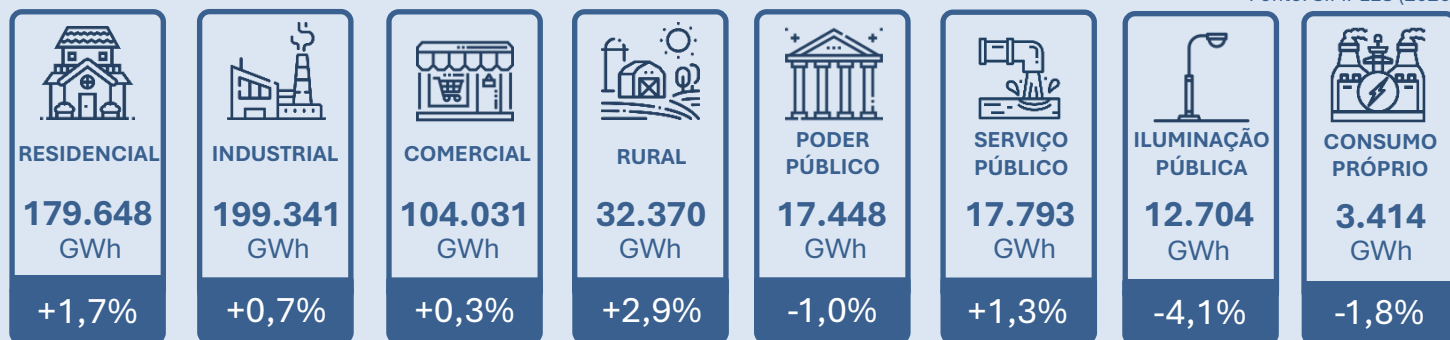 RESIDENCIAL
179.648
GWh
+1,7%
INDUSTRIAL
199.341
GWh
+0,7%
COMERCIAL
104.031
GWh
+0,3%
RURAL
32.370
GWh
+2,9%
PODER
PÚBLICO
17.448
GWh
-1,0%
SERVIÇO
PÚBLICO
17.793
GWh
+1,3%
ILUMINAÇÃO
PÚBLICA
12.704
GWh
-4,1%
CONSUMO
PRÓPRIO
3.414
GWh
-1,8%